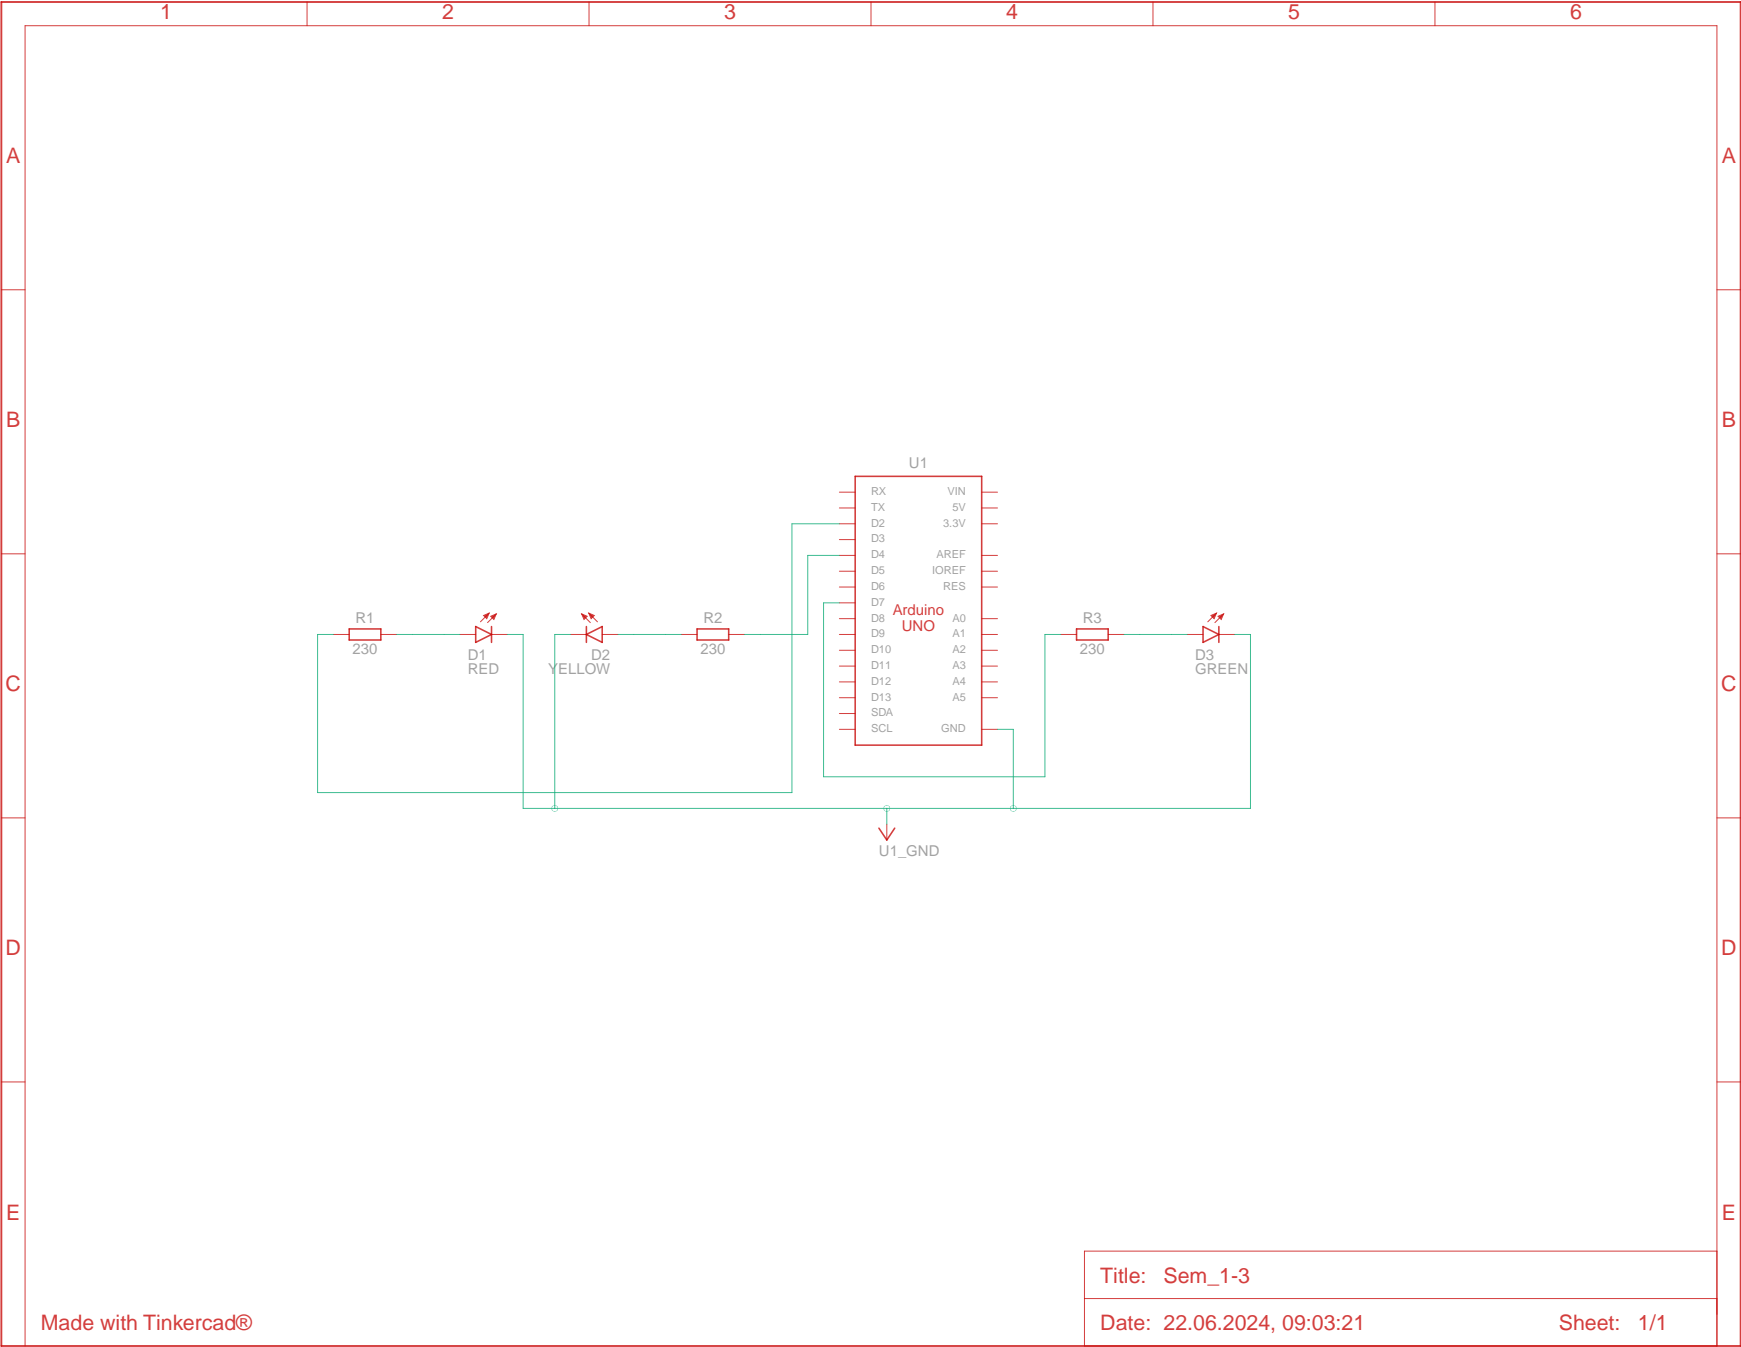 1 2 3 4 5 6
A A
B B
U1
RX VIN
TX 5V
D2 3.3V
D3
D4 AREF
D5 IOREF
D6 RES
D7
Arduino
UNO
D8 A0
D9 A1
D10 A2
D11 A3
D12 A4
D13 A5
SDA
SCL GND
R1
230
D1
RED
D2
YELLOW
R2
230
R3
230
D3
GREEN
C C
U1_GND
D D
E E
Title: Sem_1-3
Made with Tinkercad®
Date: 22.06.2024, 09:03:21 Sheet: 1/1